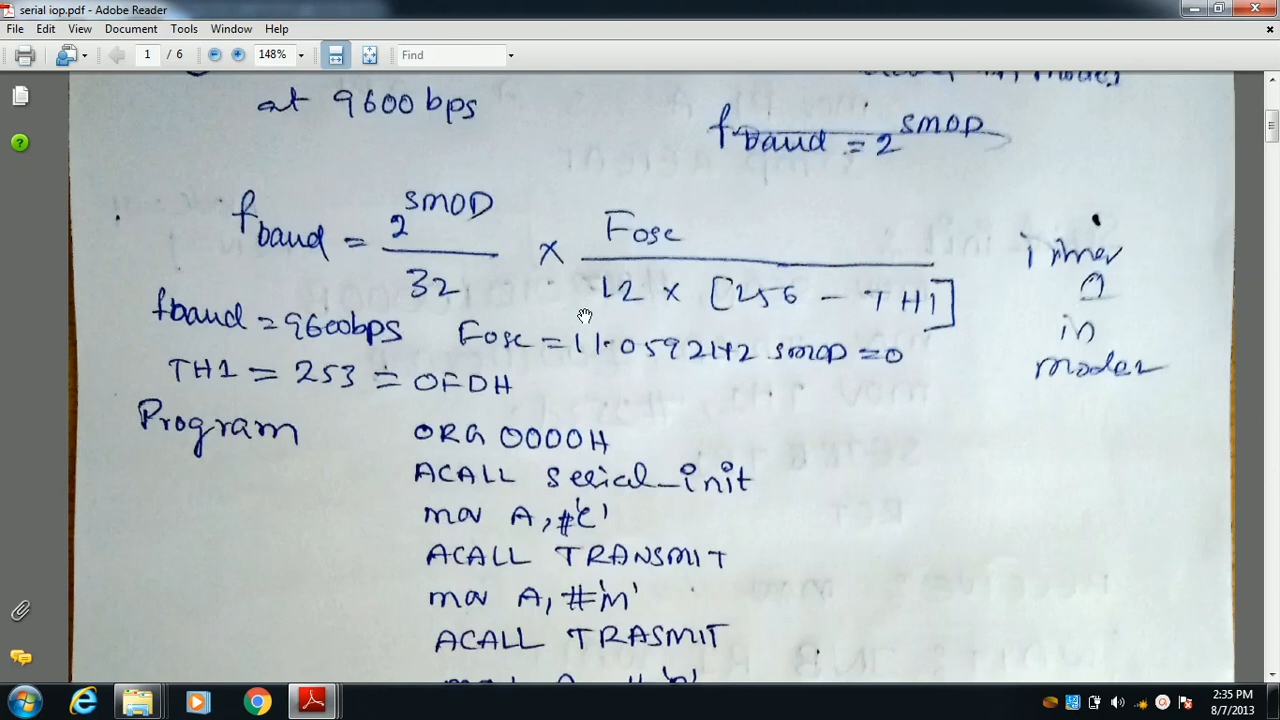 serial iop.pdf - Adobe Reader
File Edit View Document Tools Window Help
1 / 6 148% Find
at 9600 bps
fbaud = 2^SMOD
fbaud = 2^SMOD / 32 × Fosc / 12 × [256 - TH1]
Timer
1
in
mode2
fbaud = 9600bps Fosc = 11.0592MHz SMOD = 0
TH1 = 253 = 0FDH
Program
ORG 0000H
ACALL Serial_init
mov A, #'C'
ACALL TRANSMIT
mov A, #'M'
ACALL TRASMIT
2:35 PM
8/7/2013